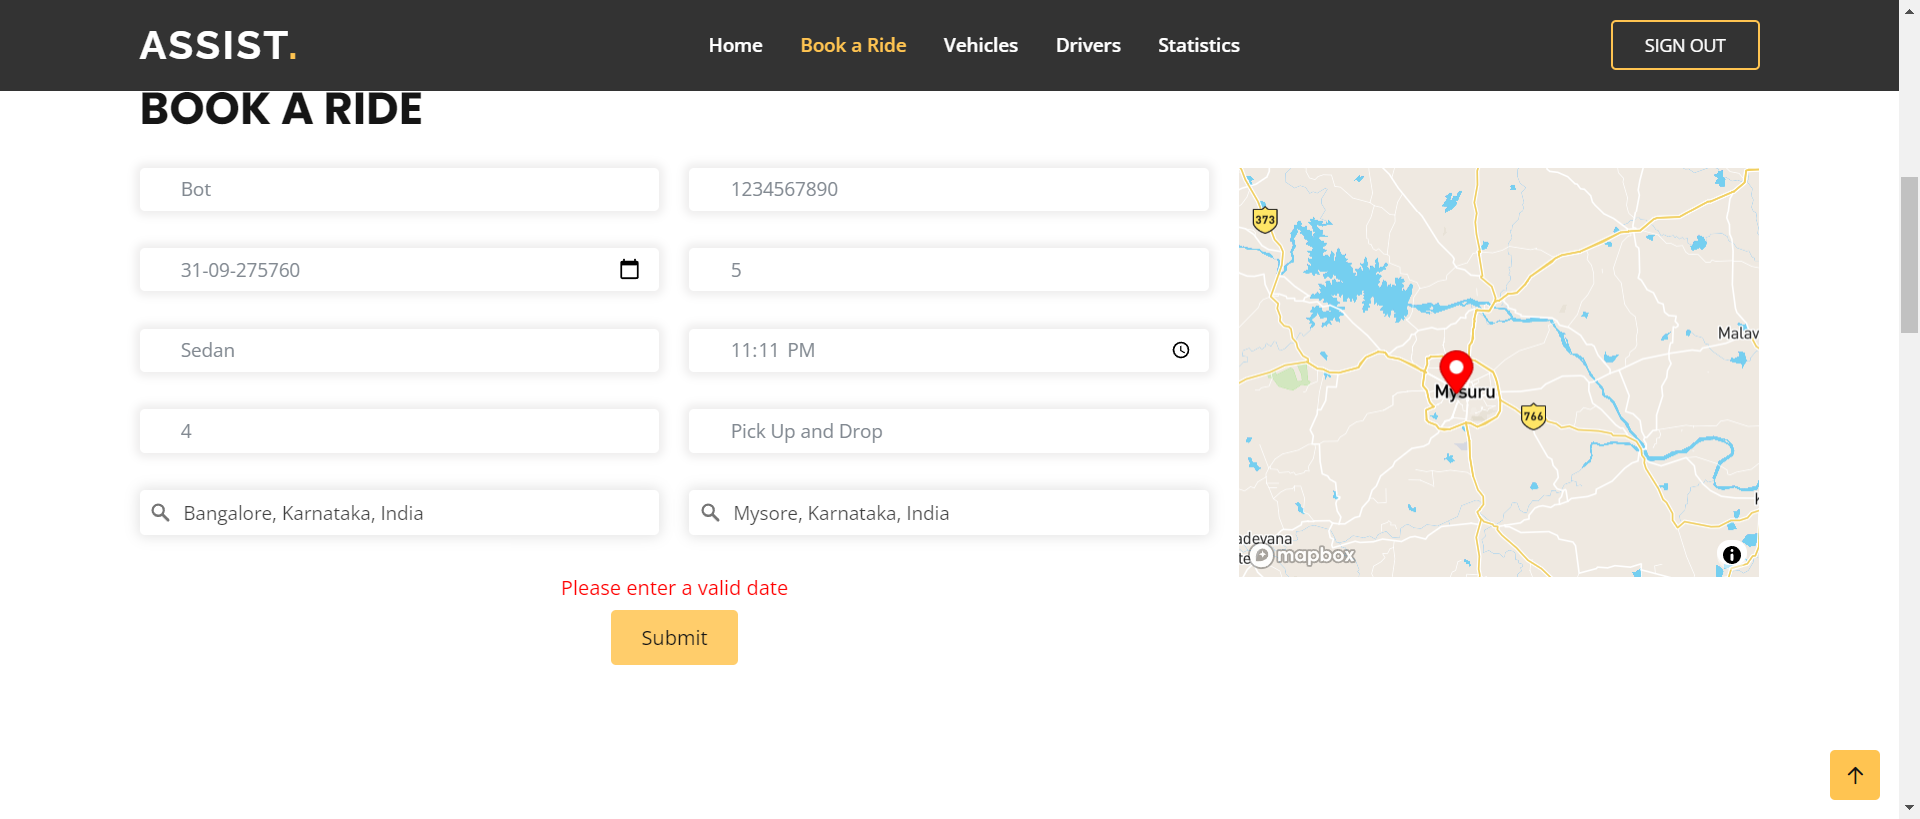 ASSIST.
Home
Book a Ride
Vehicles
Drivers
Statistics
SIGN OUT
BOOK A RIDE
Bot
1234567890
31-09-275760
5
Sedan
11:11 PM
4
Pick Up and Drop
Bangalore, Karnataka, India
Mysore, Karnataka, India
Please enter a valid date
Submit
373
Malav
Mysuru
766
adevana
te
mapbox